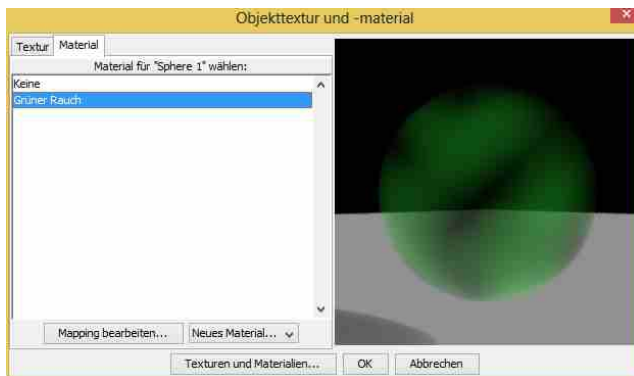 Objekttextur und -material
Textur Material
Material für "Sphere 1" wählen:
Keine
Grüner Rauch
Mapping bearbeiten... Neues Material...
Texturen und Materialien... OK Abbrechen